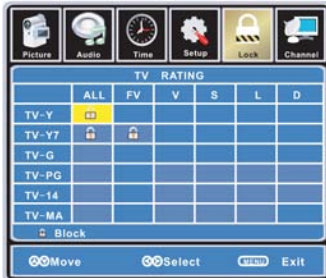 Picture Audio Time Setup Lock Channel
TV RATING
ALL FV V S L D
TV-Y
TV-Y7
TV-G
TV-PG
TV-14
TV-MA
Block
Move Select MENU Exit